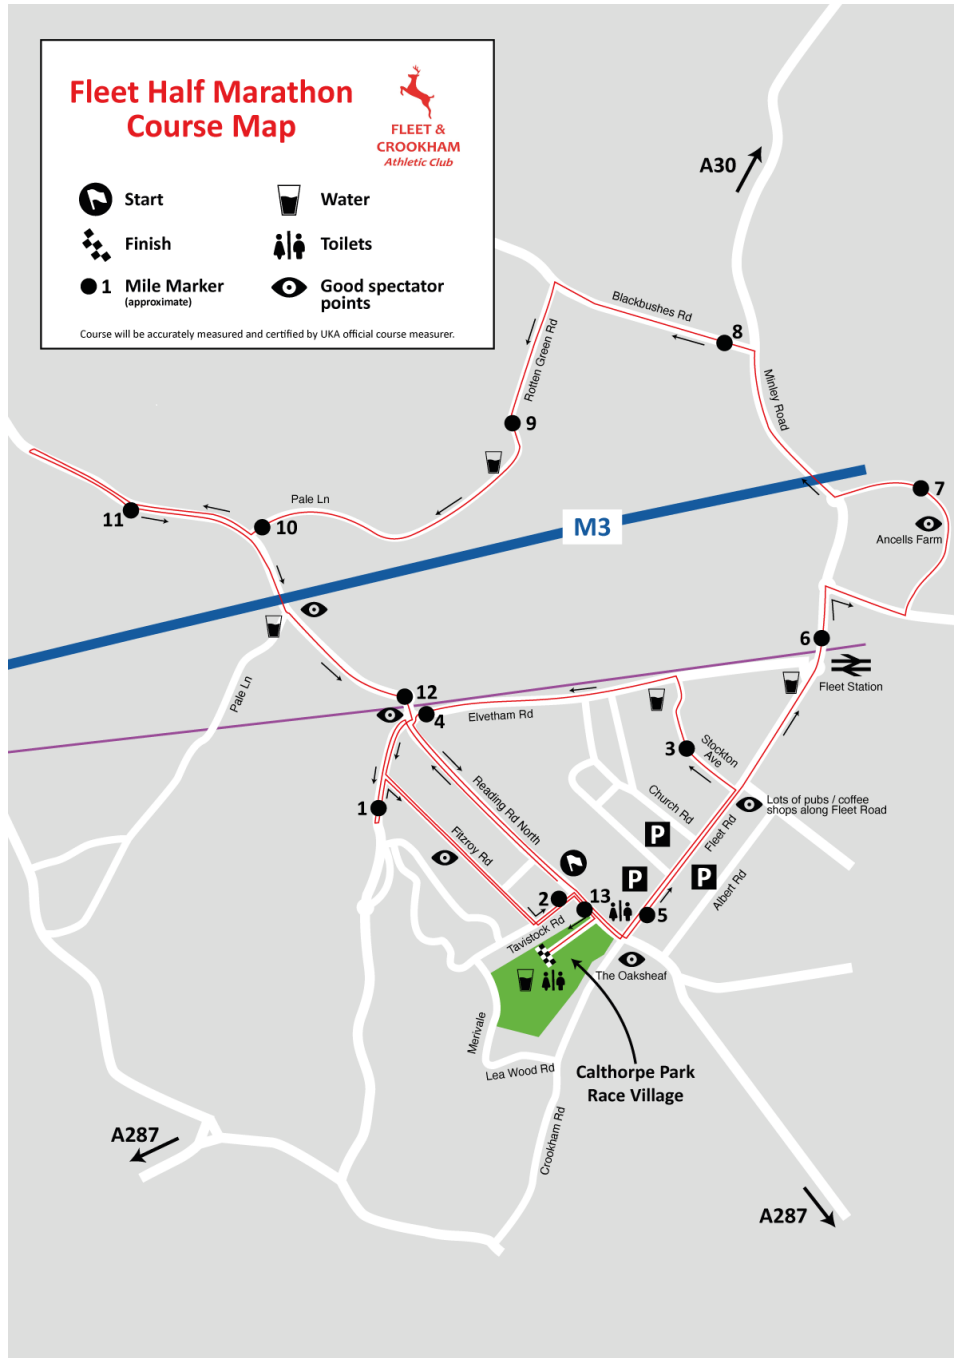 Fleet Half Marathon
Course Map
FLEET &
CROOKHAM
Athletic Club
Start
Water
Finish
Toilets
1 Mile Marker
(approximate)
Good spectator
points
Course will be accurately measured and certified by UKA official course measurer.
A30
Blackbushes Rd
8
Rotten Green Rd
Minley Road
9
7
Pale Ln
11
10
M3
Ancells Farm
6
Fleet Station
Pale Ln
12
4
Elvetham Rd
3
Stockton
Ave
1
Reading Rd North
Church Rd
Fleet Rd
Lots of pubs / coffee
shops along Fleet Road
Fitzroy Rd
P
P
P
Albert Rd
2
13
5
Tavistock Rd
The Oaksheaf
Merivale
Lea Wood Rd
Calthorpe Park
Race Village
Crookham Rd
A287
A287